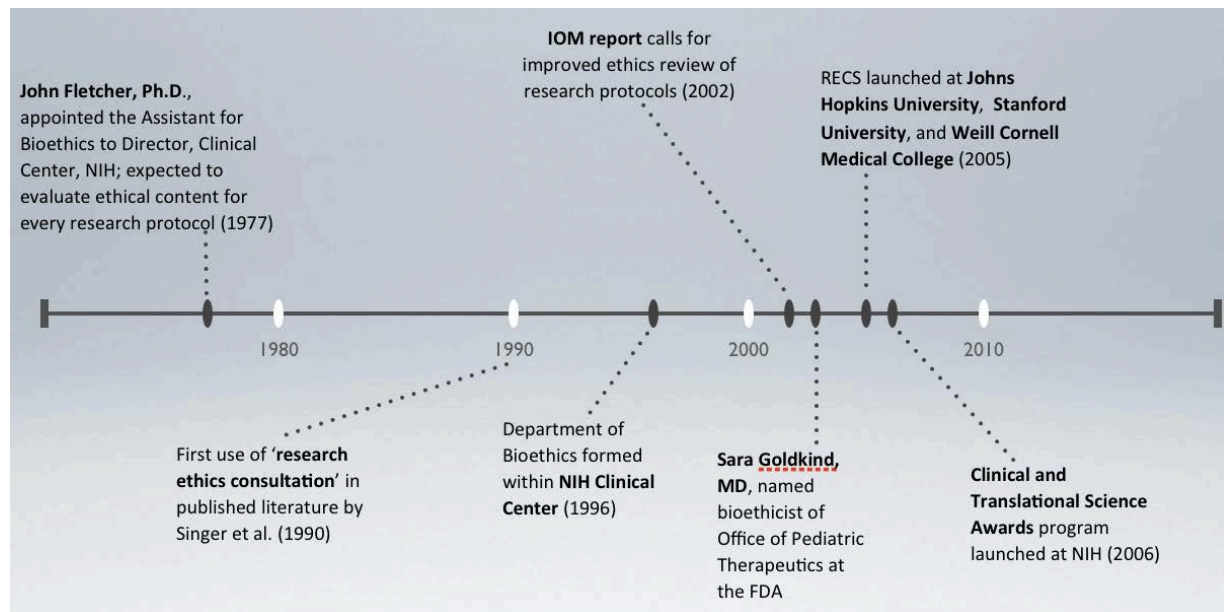 John Fletcher, Ph.D.,
appointed the Assistant for
Bioethics to Director, Clinical
Center, NIH; expected to
evaluate ethical content for
every research protocol (1977)
IOM report calls for
improved ethics review of
research protocols (2002)
RECS launched at Johns
Hopkins University, Stanford
University, and Weill Cornell
Medical College (2005)
1980
1990
2000
2010
First use of ‘research
ethics consultation’ in
published literature by
Singer et al. (1990)
Department of
Bioethics formed
within NIH Clinical
Center (1996)
Sara Goldkind,
MD, named
bioethicist of
Office of Pediatric
Therapeutics at
the FDA
Clinical and
Translational Science
Awards program
launched at NIH (2006)